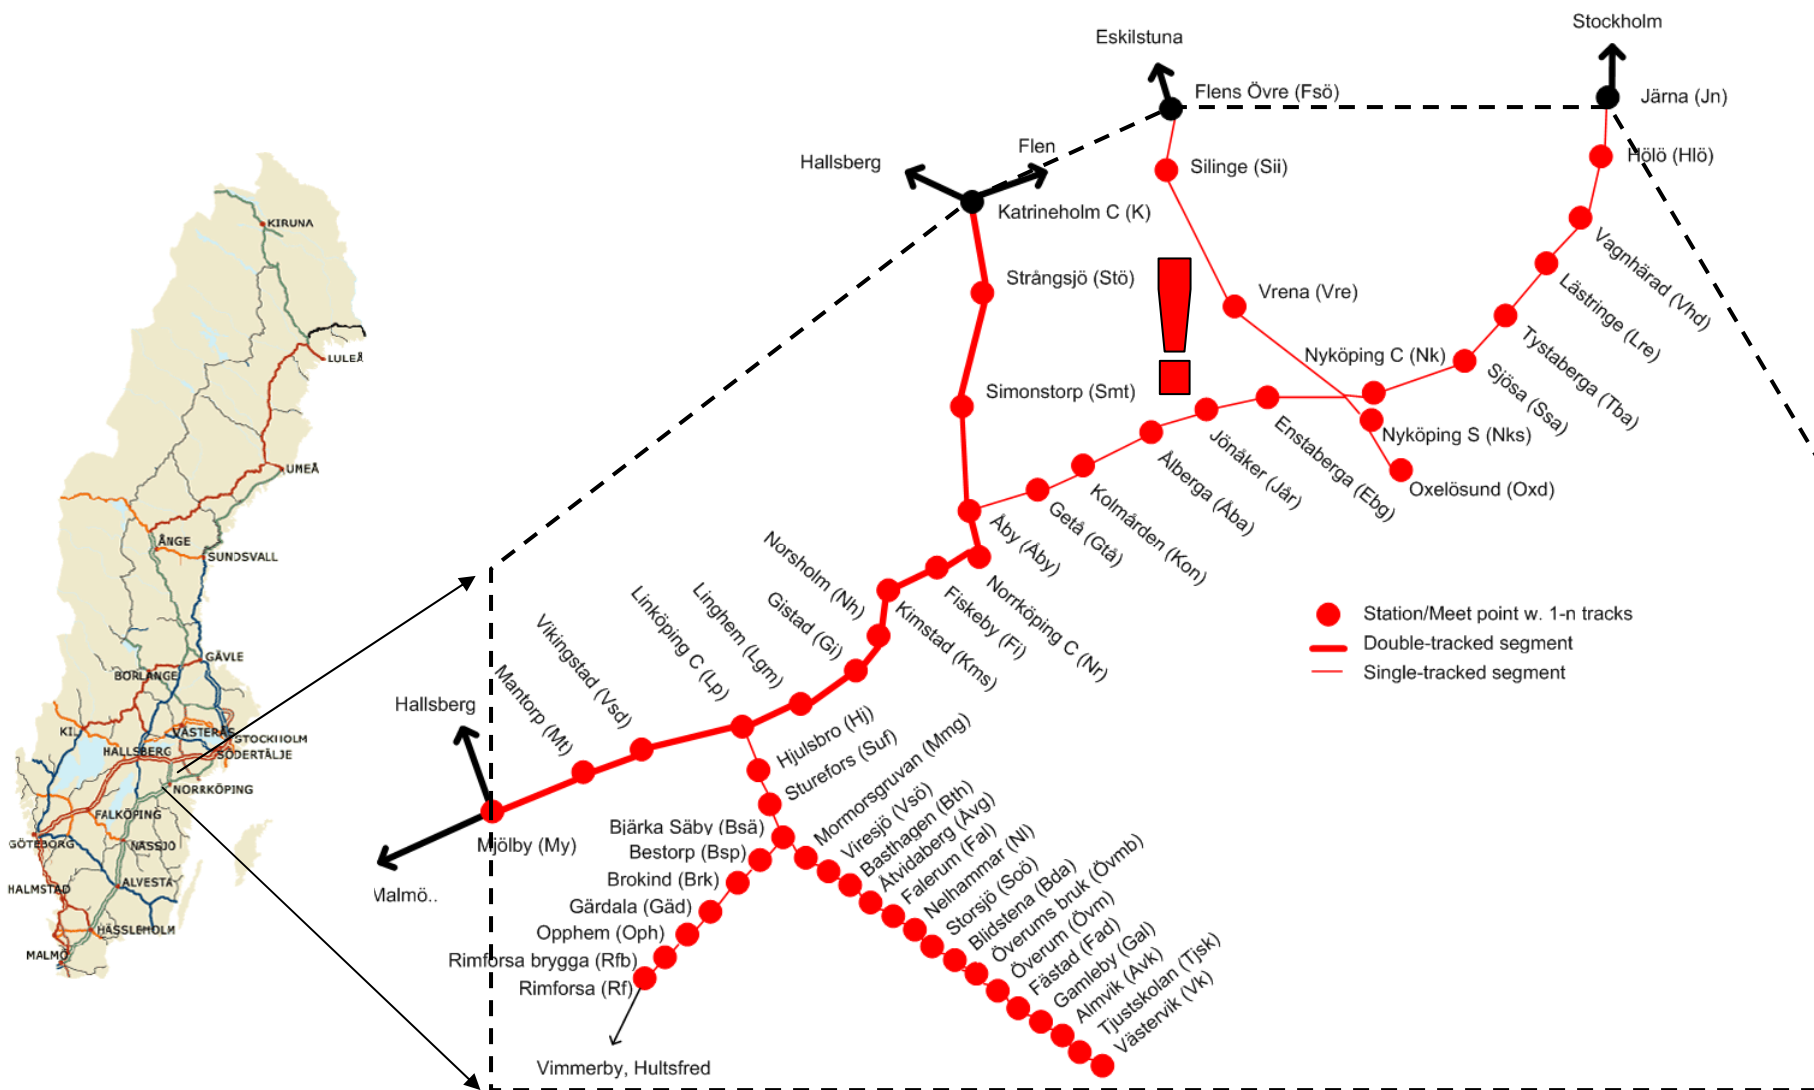 KIRUNA
LULEÅ
UMEÅ
ÅNGE
SUNDSVALL
GÄVLE
BORLÄNGE
KIL
VÄSTERÅS
STOCKHOLM
HALLSBERG
SÖDERTÄLJE
NORRKÖPING
FALKÖPING
GÖTEBORG
NÄSSJÖ
HALMSTAD
ALVESTA
HÄSSLEHOLM
MALMÖ
Stockholm
Eskilstuna
Flens Övre (Fsö)
Järna (Jn)
Flen
Hallsberg
Hölö (Hlö)
Silinge (Sii)
Katrineholm C (K)
Vagnhärad (Vhd)
Strångsjö (Stö)
Vrena (Vre)
Lästringe (Lre)
Tystaberga (Tba)
Nyköping C (Nk)
Sjösa (Ssa)
Simonstorp (Smt)
Nyköping S (Nks)
Enstaberga (Ebg)
Jönåker (Jår)
Ålberga (Åba)
Oxelösund (Oxd)
Kolmården (Kon)
Getå (Gtå)
Åby (Åby)
Norrköping C (Nr)
Fiskeby (Fi)
Kimstad (Kms)
Norsholm (Nh)
Gistad (Gi)
Linghem (Lgm)
Linköping C (Lp)
Vikingstad (Vsd)
Mantorp (Mt)
Station/Meet point w. 1-n tracks
Double-tracked segment
Single-tracked segment
Hallsberg
Mjölby (My)
Malmö..
Hjulsbro (Hj)
Sturefors (Suf)
Bjärka Säby (Bsä)
Bestorp (Bsp)
Brokind (Brk)
Gärdala (Gäd)
Opphem (Oph)
Rimforsa brygga (Rfb)
Rimforsa (Rf)
Vimmerby, Hultsfred
Mormorsgruvan (Mmg)
Viresjö (Vsö)
Basthagen (Bth)
Åtvidaberg (Åvg)
Falerum (Fal)
Nelhammar (Nl)
Storsjö (Soö)
Blidstena (Bda)
Överums bruk (Övmb)
Överum (Övm)
Fästad (Fad)
Gamleby (Gal)
Almvik (Avk)
Tjustskolan (Tjsk)
Västervik (Vk)